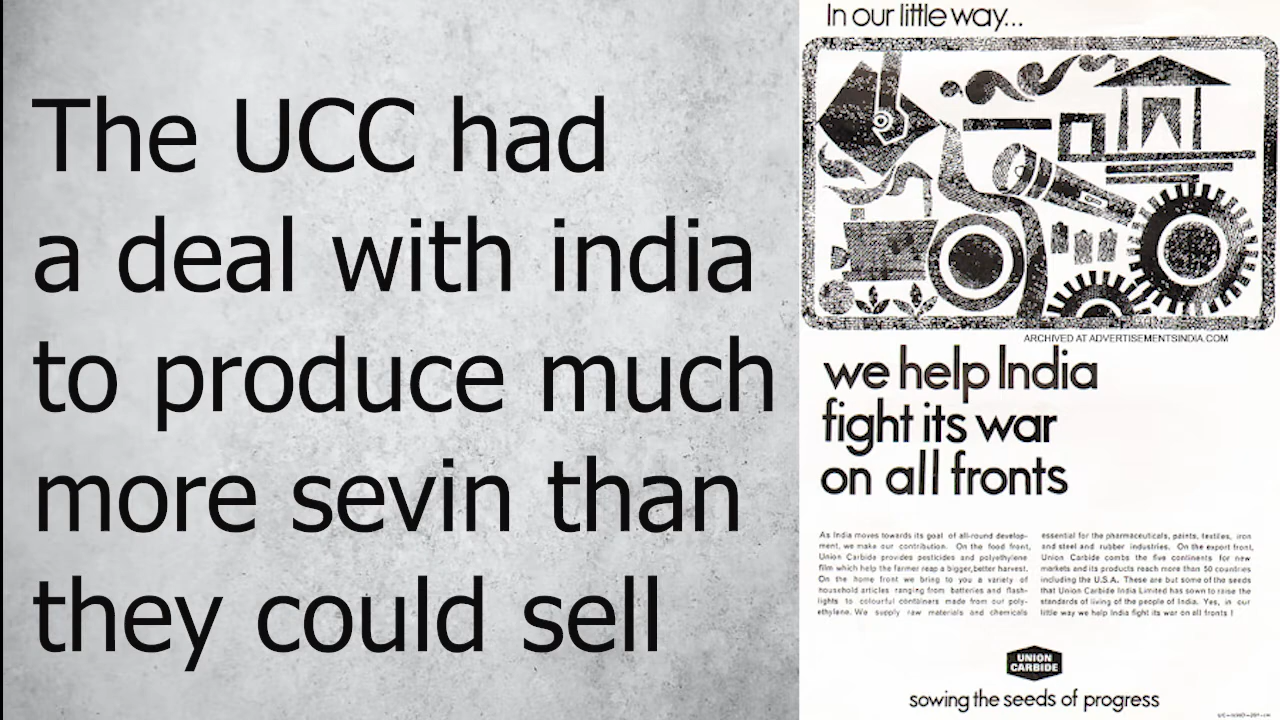 The UCC had
a deal with india
to produce much
more sevin than
they could sell
In our little way...
ARCHIVED AT ADVERTISEMENTSINDIA.COM
we help India
fight its war
on all fronts
As India moves towards its goal of all-round develop-
ment, we make our contribution. On the food front,
Union Carbide provides pesticides and polyethylene
film which help the farmer reap a bigger, better harvest.
On the home front we bring to you a variety of
household articles ranging from batteries and flash-
lights to colourful containers made from our poly-
ethylene. We supply raw materials and chemicals
essential for the pharmaceuticals, paints, textiles, iron
and steel and rubber industries. On the export front,
Union Carbide combs the five continents for new
markets and its products reach more than 50 countries
including the U.S.A. These are but some of the seeds
that Union Carbide India Limited has sown to raise the
standards of living of the people of India. Yes, in our
little way we help India fight its war on all fronts !
UNION
CARBIDE
sowing the seeds of progress